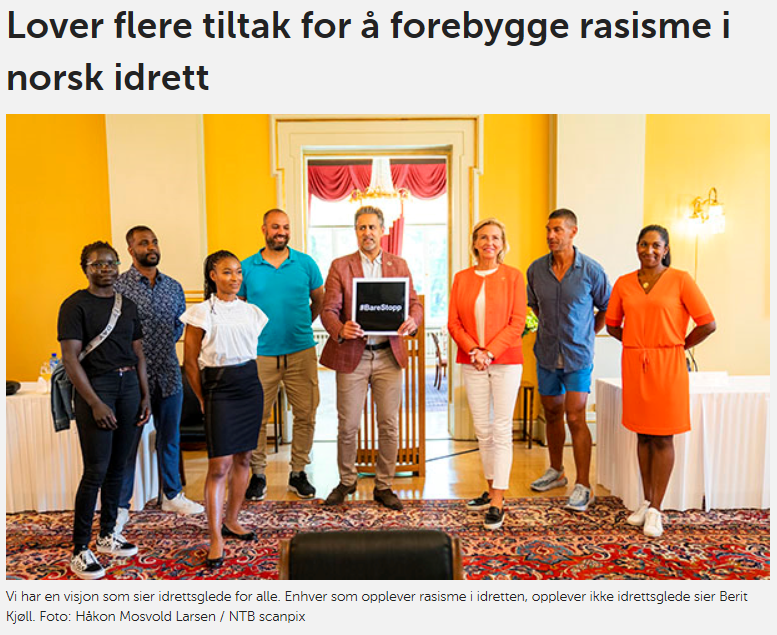 Lover flere tiltak for å forebygge rasisme i
norsk idrett
#BareStopp
Vi har en visjon som sier idrettsglede for alle. Enhver som opplever rasisme i idretten, opplever ikke idrettsglede sier Berit
Kjøll. Foto: Håkon Mosvold Larsen / NTB scanpix